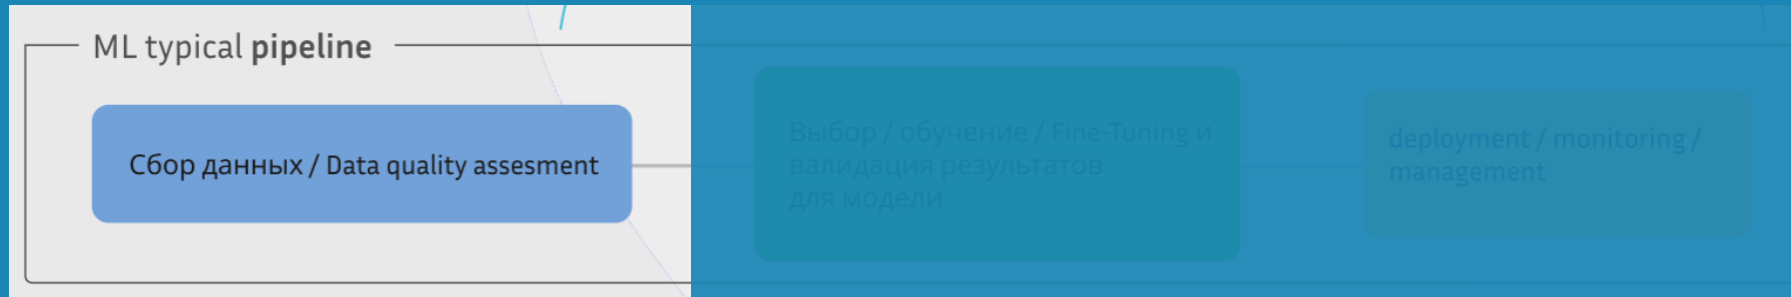 ML typical pipeline
Сбор данных / Data quality assesment
Выбор / обучение / Fine-Tuning и
валидация результатов
для модели
deployment / monitoring /
management